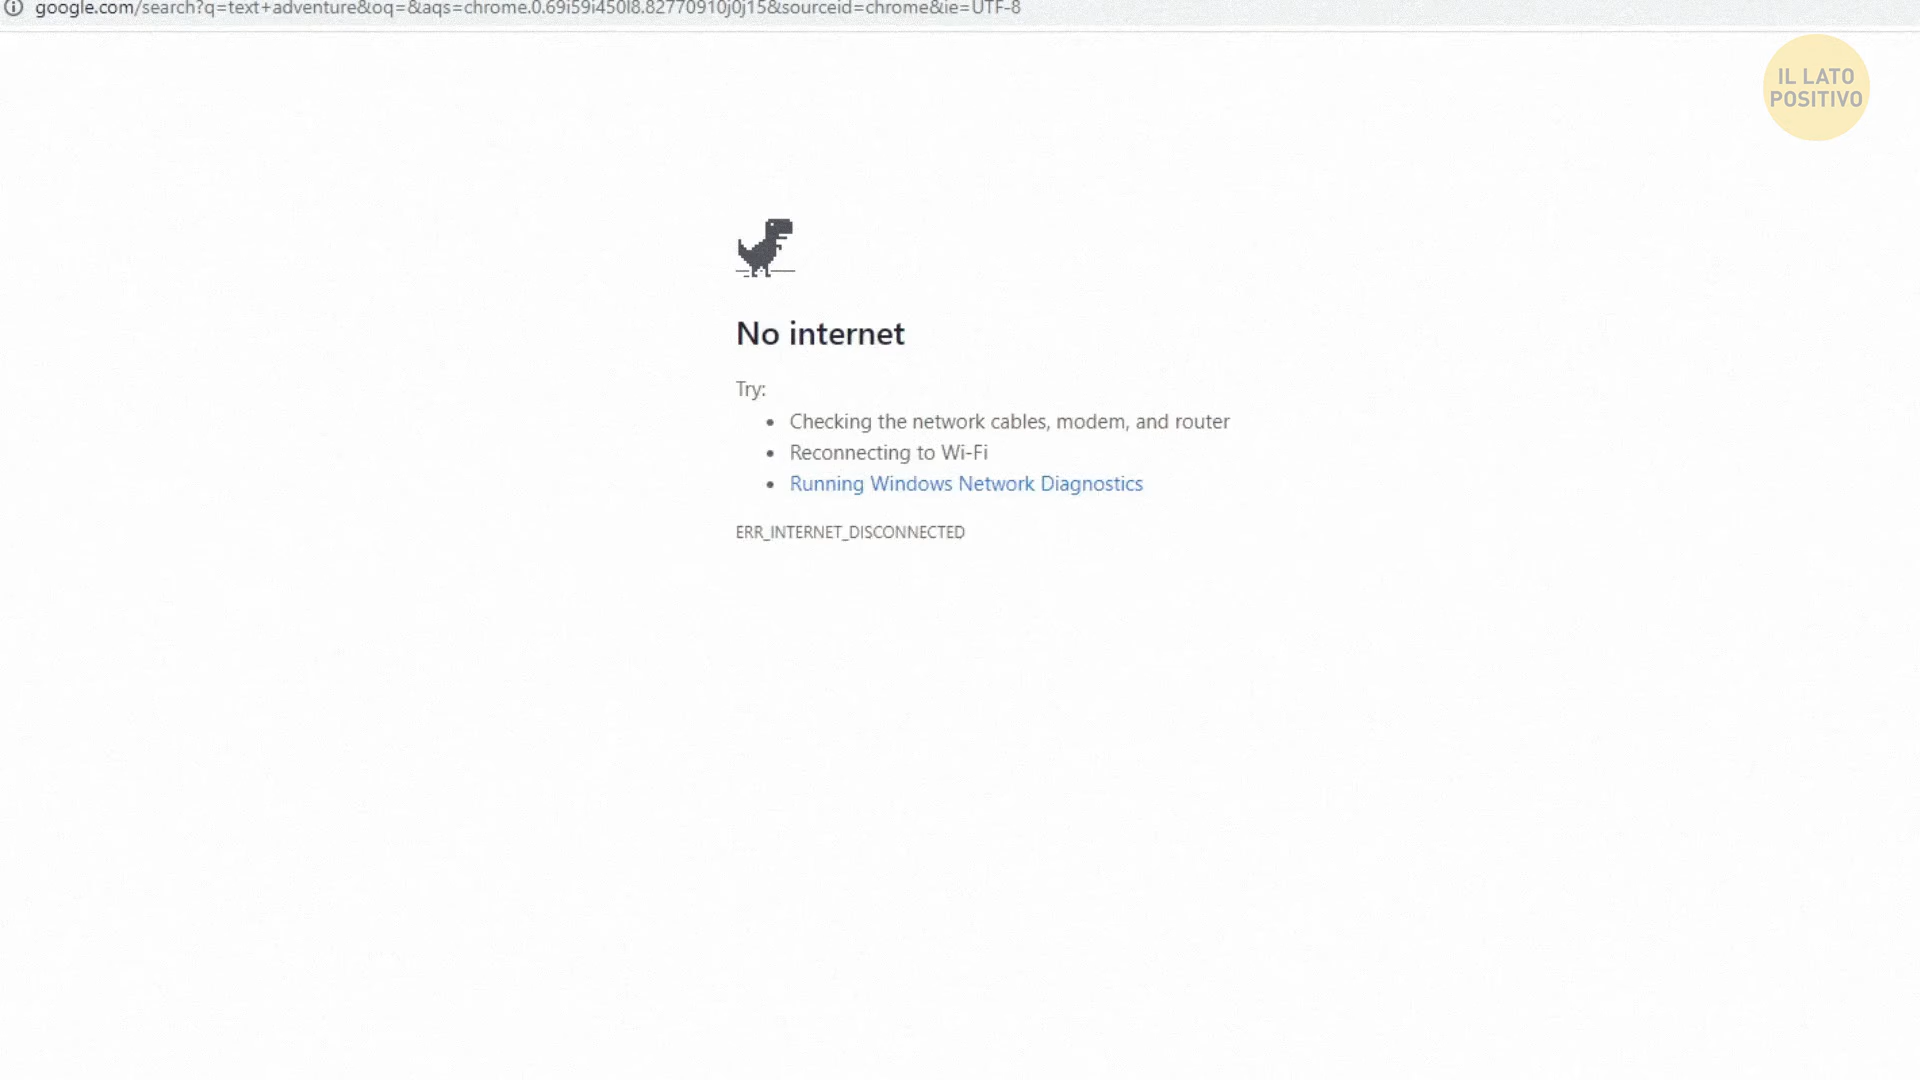 google.com/search?q=text+adventure&oq=&aqs=chrome.0.69i59i450l8.82770910j0j15&sourceid=chrome&ie=UTF-8
IL LATO
POSITIVO
No internet
Try:
Checking the network cables, modem, and router
Reconnecting to Wi-Fi
Running Windows Network Diagnostics
ERR_INTERNET_DISCONNECTED